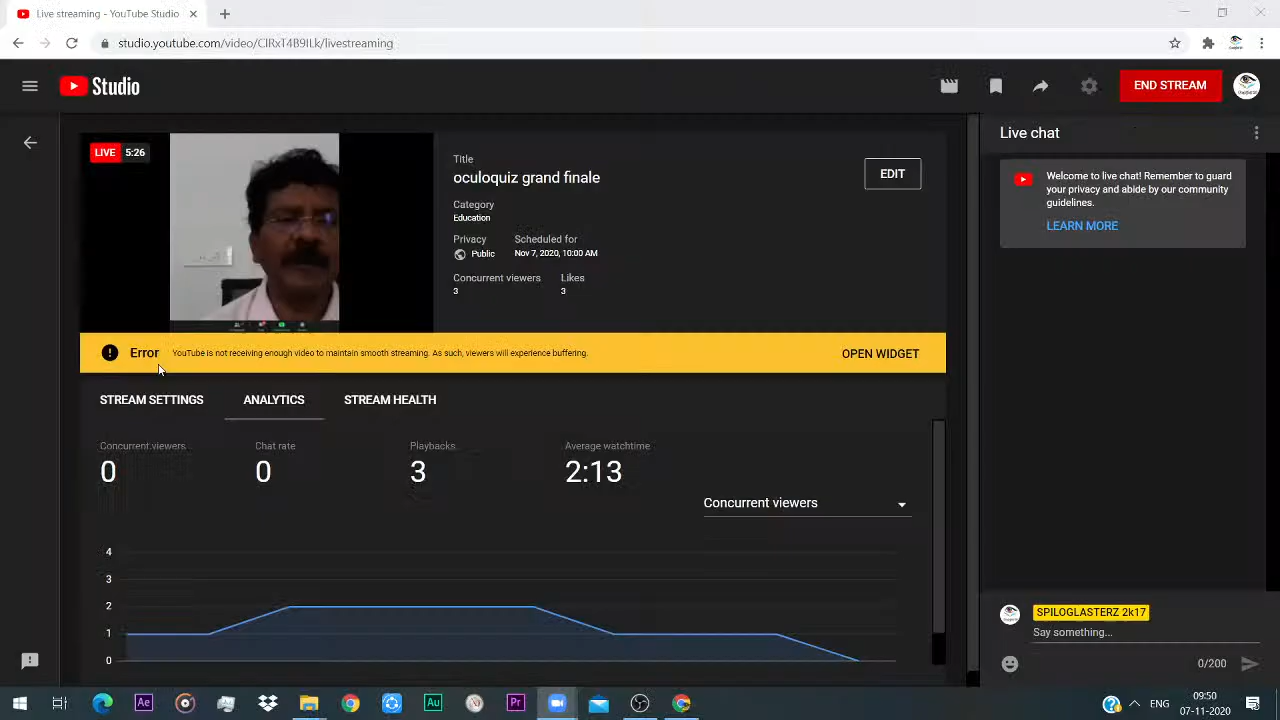 Live streaming - YouTube Studio
studio.youtube.com/video/ClRxT4B9ILk/livestreaming
Studio
END STREAM
LIVE 5:26
Title
oculoquiz grand finale
EDIT
Category
Education
Privacy
Public
Scheduled for
Nov 7, 2020, 10:00 AM
Concurrent viewers
3
Likes
3
Error
YouTube is not receiving enough video to maintain smooth streaming. As such, viewers will experience buffering.
OPEN WIDGET
STREAM SETTINGS
ANALYTICS
STREAM HEALTH
Concurrent viewers
0
Chat rate
0
Playbacks
3
Average watchtime
2:13
Concurrent viewers
4
3
2
1
0
Live chat
Welcome to live chat! Remember to guard
your privacy and abide by our community
guidelines.
LEARN MORE
SPILOGLASTERZ 2k17
Say something...
0/200
Ae
Au
Pr
ENG
09:50
07-11-2020